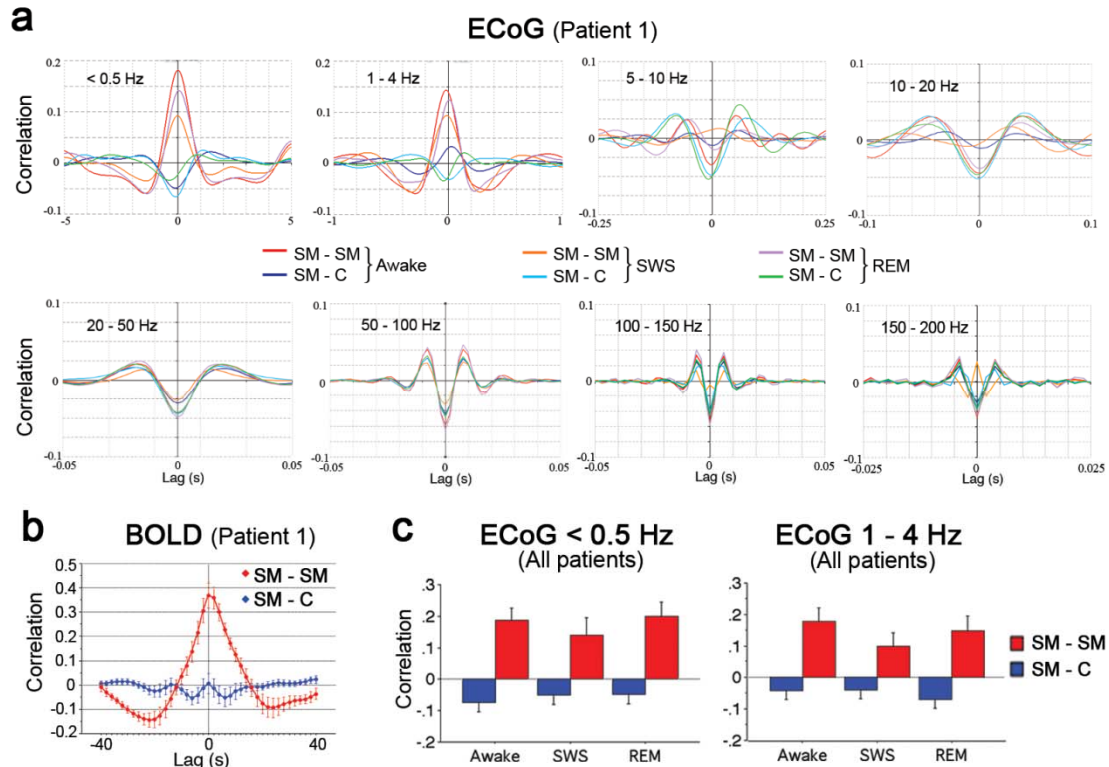 a
ECoG (Patient 1)
< 0.5 Hz
1 - 4 Hz
5 - 10 Hz
10 - 20 Hz
Correlation
0.2
0.1
0
-0.1
-5
0
5
0.2
0.1
0
-0.1
-1
0
1
0.1
0
-0.1
-0.25
0
0.25
0.1
0
-0.1
-0.1
0
0.1
SM - SM
SM - C
} Awake
SM - SM
SM - C
} SWS
SM - SM
SM - C
} REM
20 - 50 Hz
50 - 100 Hz
100 - 150 Hz
150 - 200 Hz
Correlation
0.1
0
-0.1
-0.05
0
0.05
Lag (s)
0.1
0
-0.1
-0.05
0
0.05
Lag (s)
0.1
0
-0.1
-0.05
0
0.05
Lag (s)
0.1
0
-0.1
-0.025
0
0.025
Lag (s)
b
BOLD (Patient 1)
SM - SM
SM - C
Correlation
0.5
0.4
0.3
0.2
0.1
0
-0.1
-0.2
-40
0
40
Lag (s)
c
ECoG < 0.5 Hz
(All patients)
Correlation
.3
.2
.1
0
-.1
-.2
Awake
SWS
REM
ECoG 1 - 4 Hz
(All patients)
.3
.2
.1
0
-.1
-.2
Awake
SWS
REM
SM - SM
SM - C